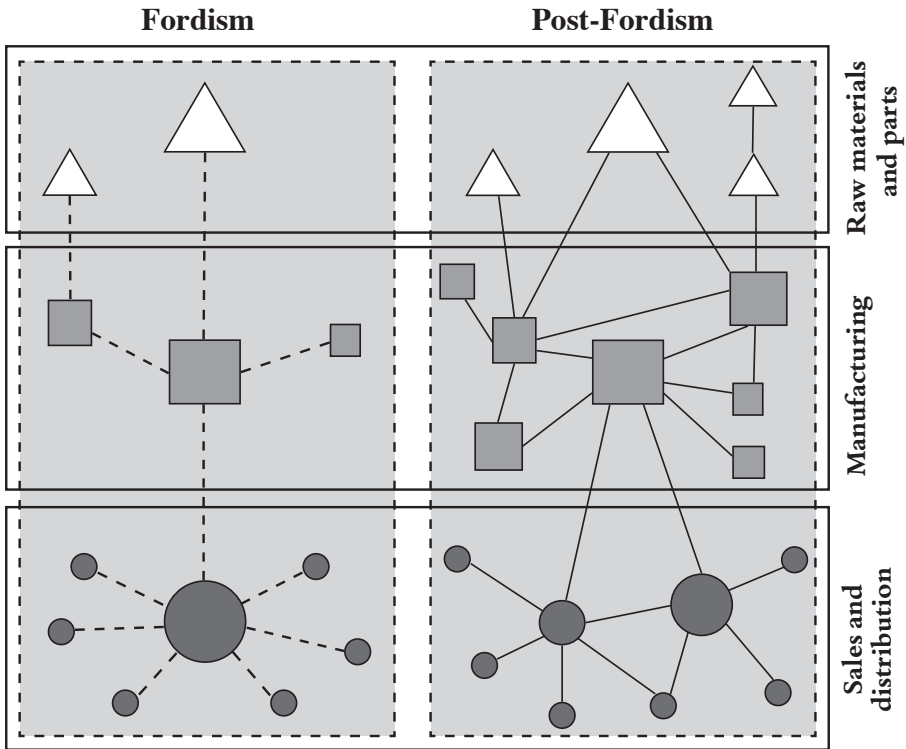 Fordism
Post-Fordism
Raw materials
and parts
Manufacturing
Sales and
distribution